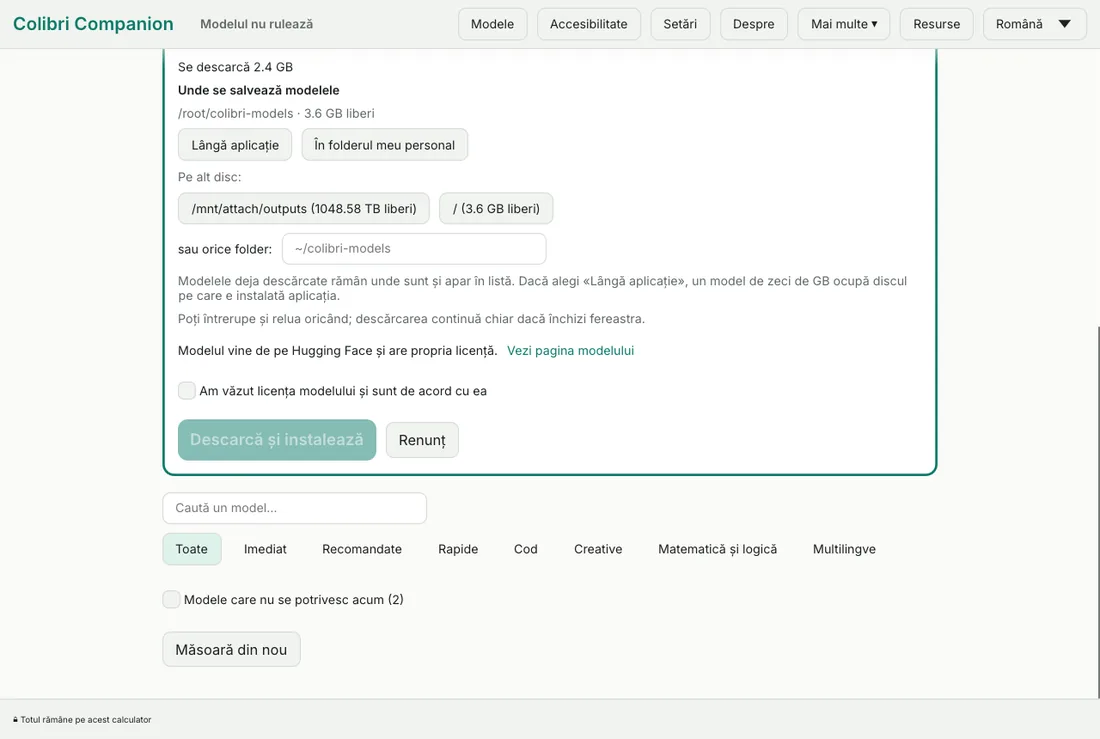 Colibri Companion
Modelul nu rulează
Modele
Accesibilitate
Setări
Despre
Mai multe ▾
Resurse
Română
Se descarcă 2.4 GB
Unde se salvează modelele
/root/colibri-models · 3.6 GB liberi
Lângă aplicație
În folderul meu personal
Pe alt disc:
/mnt/attach/outputs (1048.58 TB liberi)
/ (3.6 GB liberi)
sau orice folder:
~/colibri-models
Modelele deja descărcate rămân unde sunt și apar în listă. Dacă alegi «Lângă aplicație», un model de zeci de GB ocupă discul
pe care e instalată aplicația.
Poți întrerupe și relua oricând; descărcarea continuă chiar dacă închizi fereastra.
Modelul vine de pe Hugging Face și are propria licență. Vezi pagina modelului
Am văzut licența modelului și sunt de acord cu ea
Descarcă și instalează
Renunț
Caută un model...
Toate
Imediat
Recomandate
Rapide
Cod
Creative
Matematică și logică
Multilingve
Modele care nu se potrivesc acum (2)
Măsoară din nou
Totul rămâne pe acest calculator